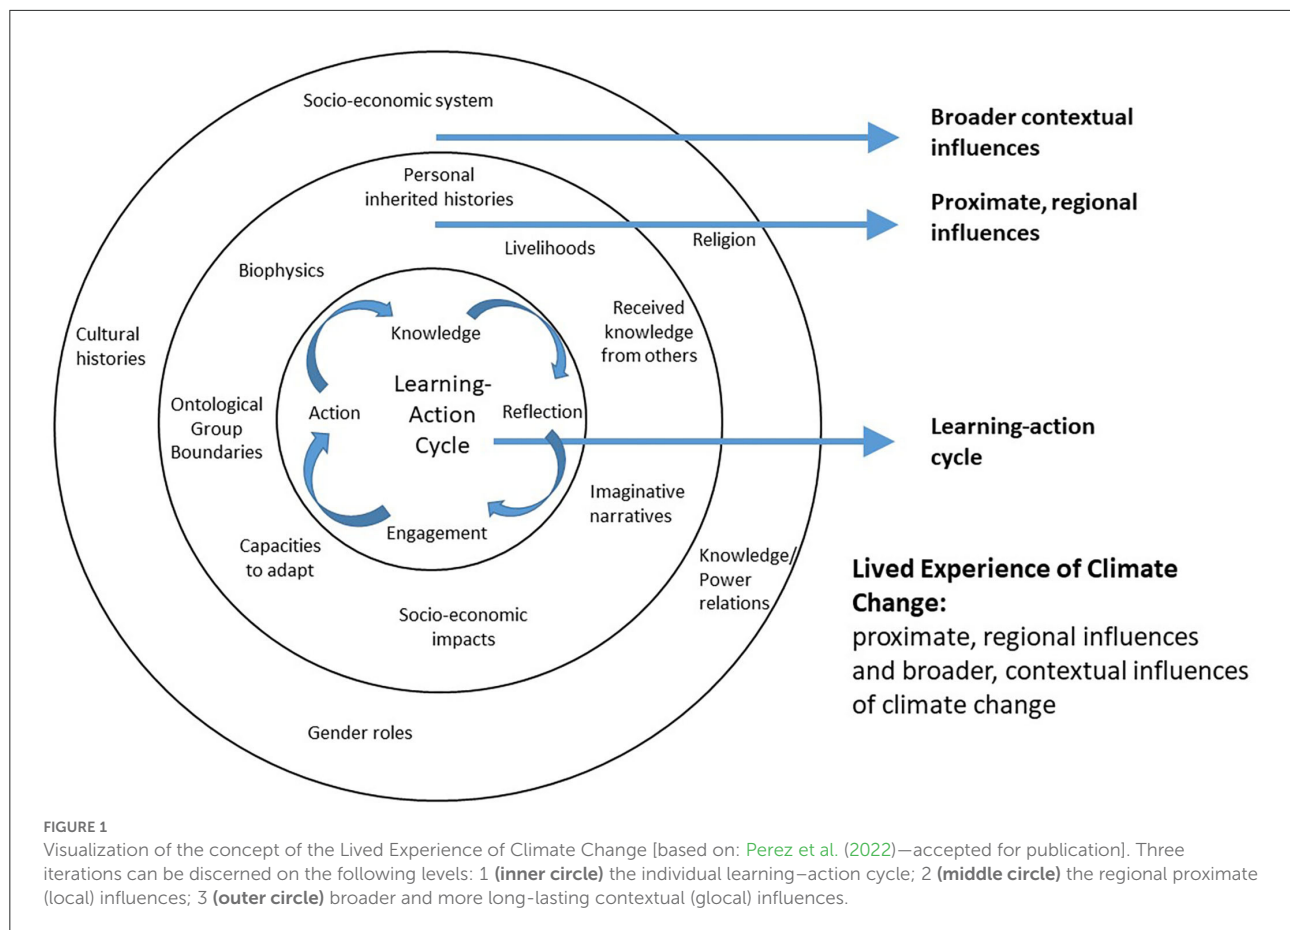 Socio-economic system
Broader contextual
influences
Personal
inherited histories
Proximate, regional
influences
Religion
Livelihoods
Biophysics
Received
knowledge
from others
Cultural
histories
Knowledge
Learning-
Action
Cycle
Action
Reflection
Ontological
Group
Boundaries
Learning-action
cycle
Imaginative
narratives
Engagement
Capacities
to adapt
Knowledge/
Power
relations
Socio-economic
impacts
Lived Experience of Climate
Change:
proximate, regional influences
and broader, contextual influences
of climate change
Gender roles
FIGURE 1
Visualization of the concept of the Lived Experience of Climate Change [based on: Perez et al. (2022)—accepted for publication]. Three
iterations can be discerned on the following levels: 1 (inner circle) the individual learning–action cycle; 2 (middle circle) the regional proximate
(local) influences; 3 (outer circle) broader and more long-lasting contextual (glocal) influences.